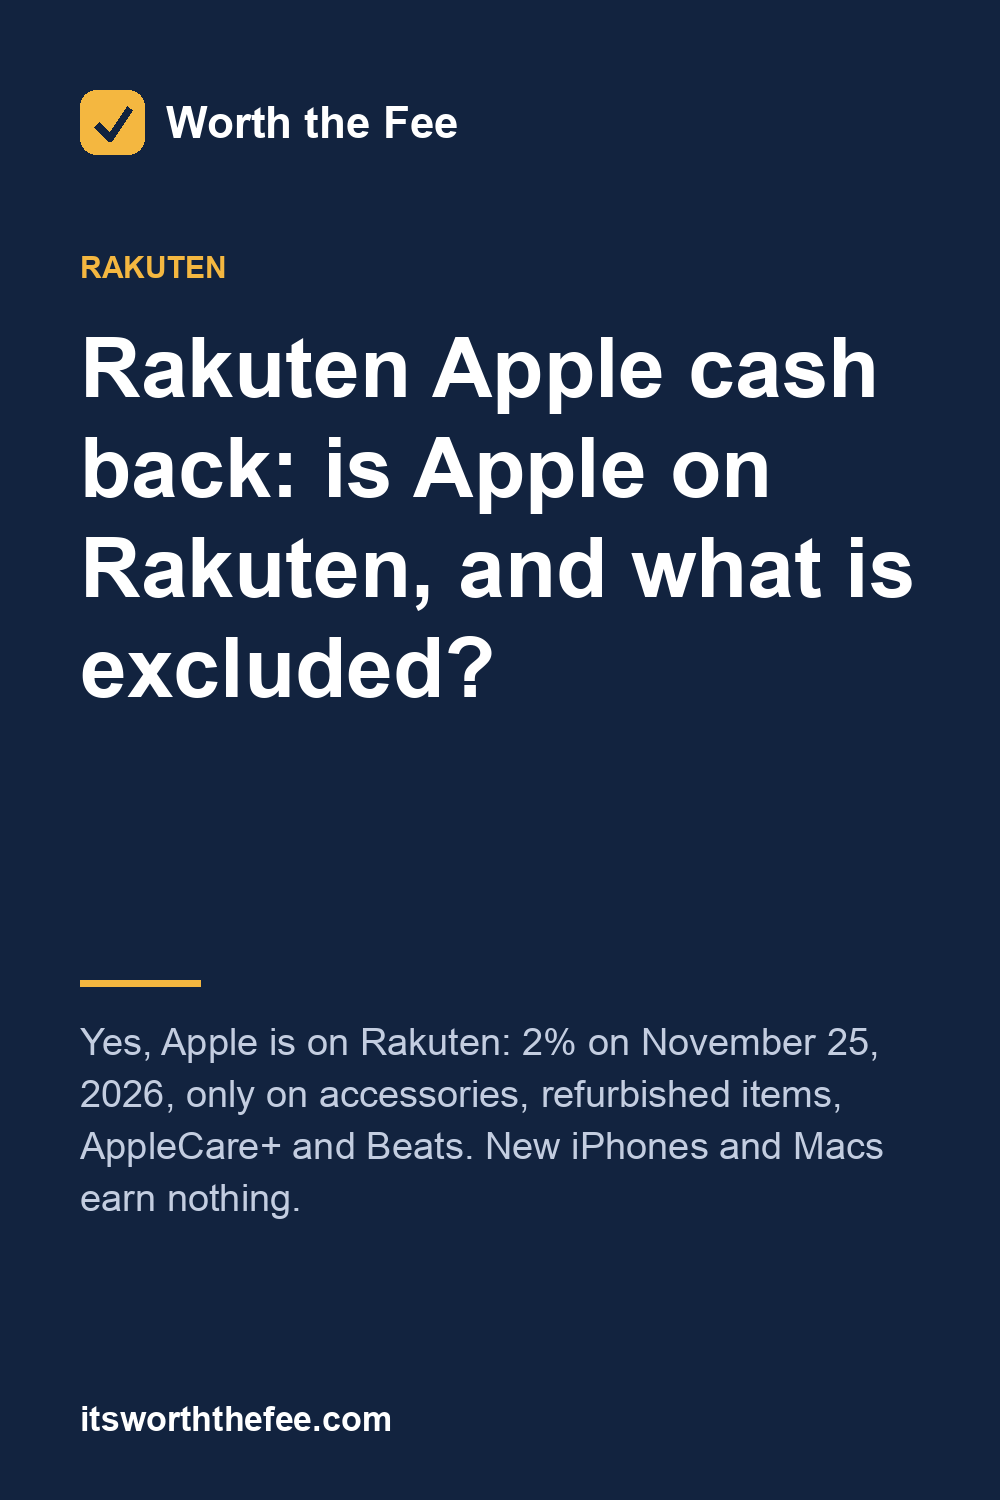 Worth the Fee
RAKUTEN
Rakuten Apple cash
back: is Apple on
Rakuten, and what is
excluded?
Yes, Apple is on Rakuten: 2% on November 25,
2026, only on accessories, refurbished items,
AppleCare+ and Beats. New iPhones and Macs
earn nothing.
itsworththefee.com